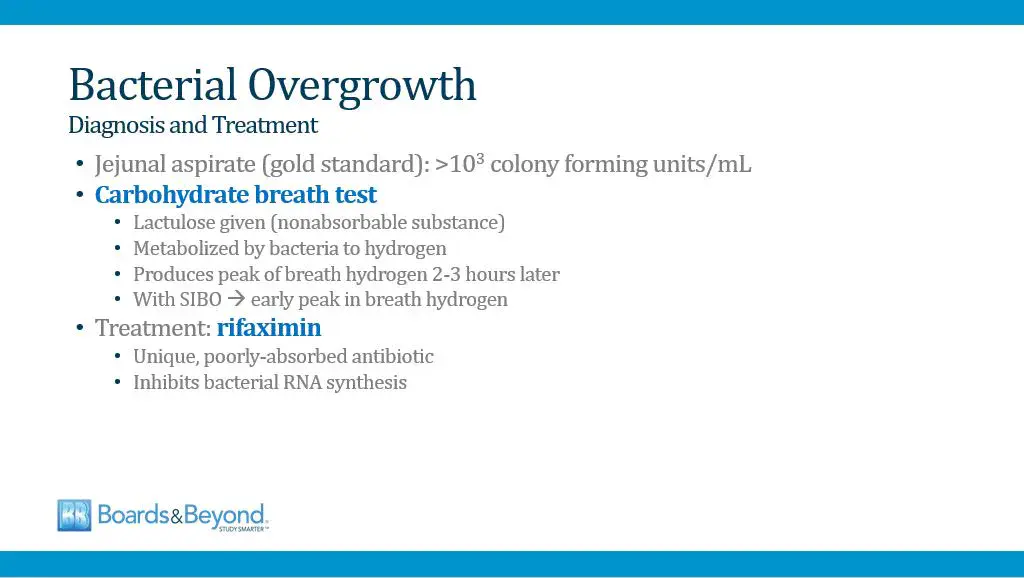 Bacterial Overgrowth
Diagnosis and Treatment
• Jejunal aspirate (gold standard): >10³ colony forming units/mL
• Carbohydrate breath test
• Lactulose given (nonabsorbable substance)
• Metabolized by bacteria to hydrogen
• Produces peak of breath hydrogen 2-3 hours later
• With SIBO → early peak in breath hydrogen
• Treatment: rifaximin
• Unique, poorly-absorbed antibiotic
• Inhibits bacterial RNA synthesis
BB Boards&Beyond®
STUDY SMARTER™